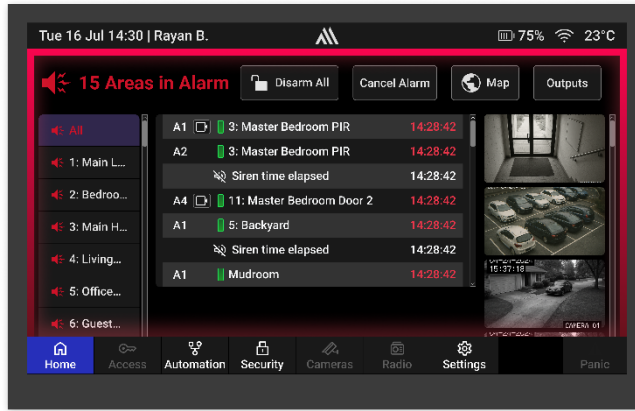 Tue 16 Jul 14:30 | Rayan B.
75% 23°C
15 Areas in Alarm
Disarm All
Cancel Alarm
Map
Outputs
All
1: Main L...
2: Bedroo...
3: Main H...
4: Living...
5: Office...
6: Guest...
A1 3: Master Bedroom PIR 14:28:42
A2 3: Master Bedroom PIR 14:28:42
Siren time elapsed 14:28:42
A4 11: Master Bedroom Door 2 14:28:42
A1 5: Backyard 14:28:42
Siren time elapsed 14:28:42
A1 Mudroom 14:28:42
15:37:18
CAMERA 01
Home
Access
Automation
Security
Cameras
Radio
Settings
Panic